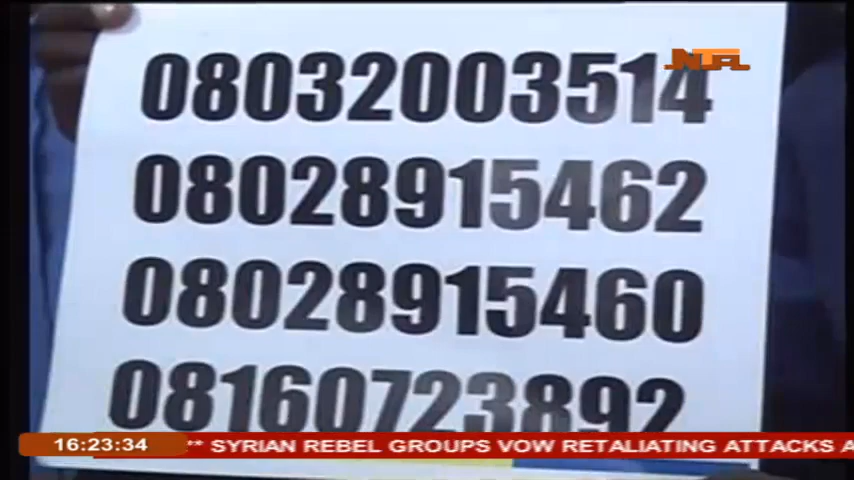 NTA
08032003514
08028915462
08028915460
08160723892
16:23:34 ** SYRIAN REBEL GROUPS VOW RETALIATING ATTACKS A